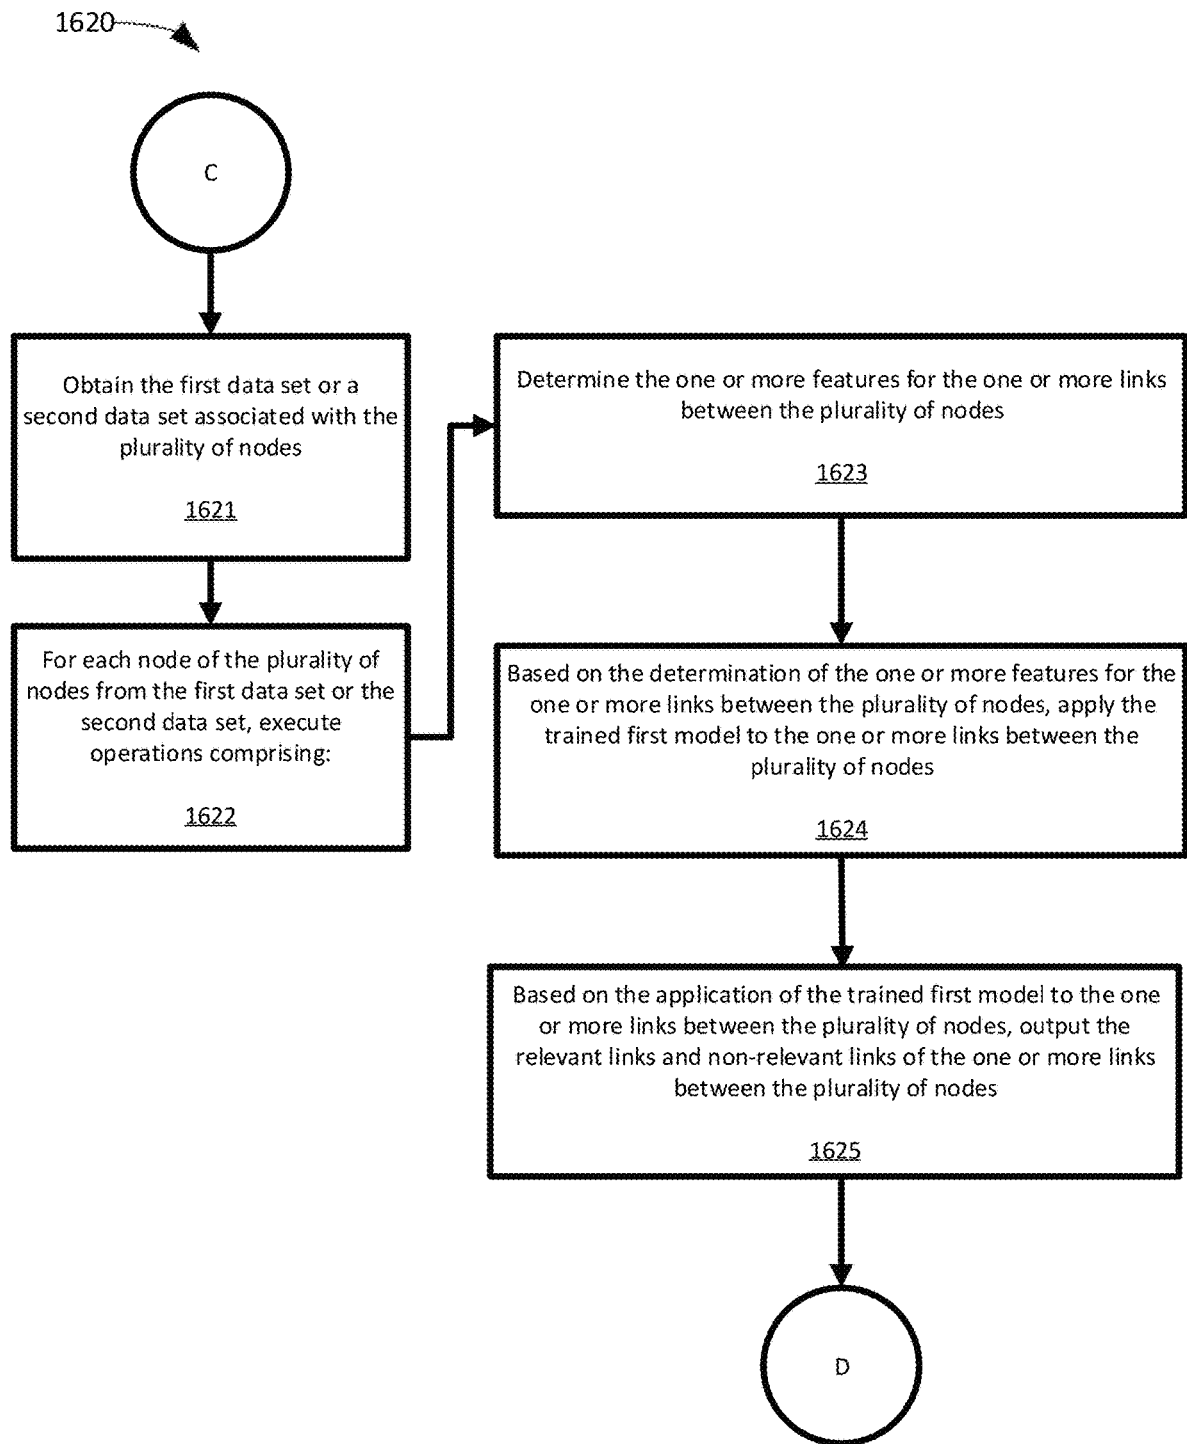 1620
C
Obtain the first data set or a
second data set associated with the
plurality of nodes
1621
For each node of the plurality of
nodes from the first data set or the
second data set, execute
operations comprising:
1622
Determine the one or more features for the one or more links
between the plurality of nodes
1623
Based on the determination of the one or more features for the
one or more links between the plurality of nodes, apply the
trained first model to the one or more links between the
plurality of nodes
1624
Based on the application of the trained first model to the one
or more links between the plurality of nodes, output the
relevant links and non-relevant links of the one or more links
between the plurality of nodes
1625
D